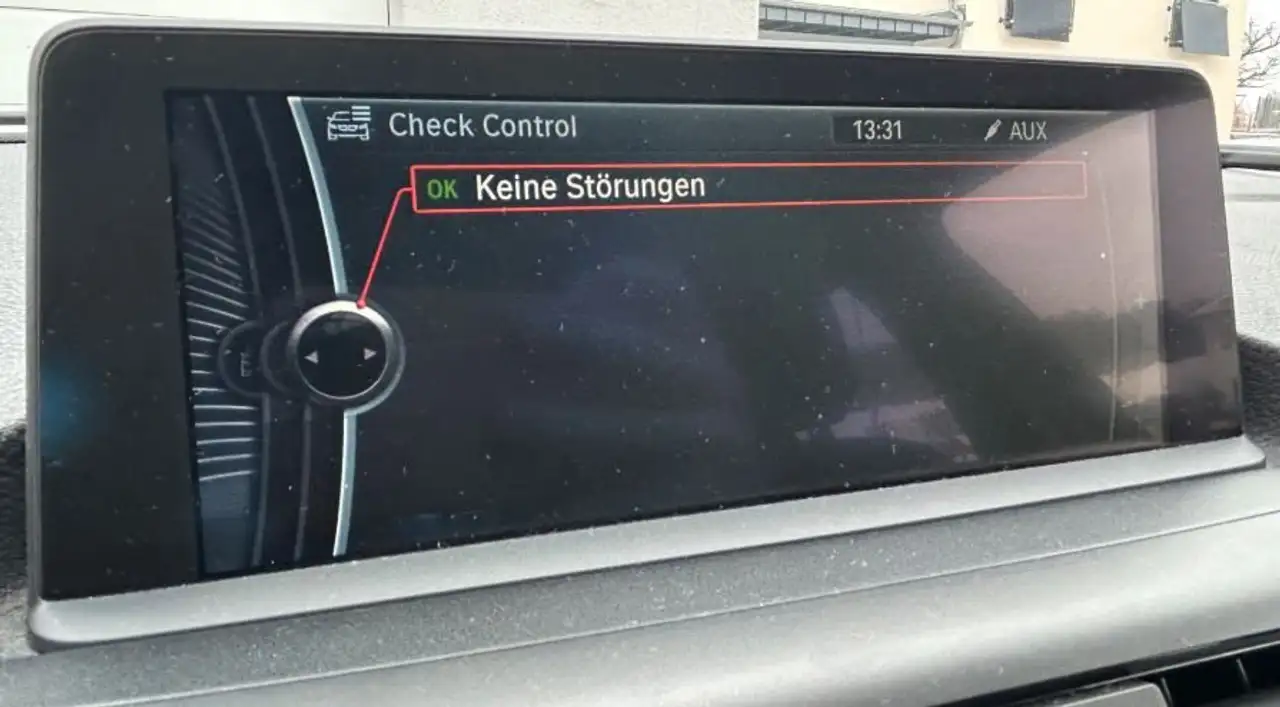 Check Control
13:31
AUX
OK Keine Störungen